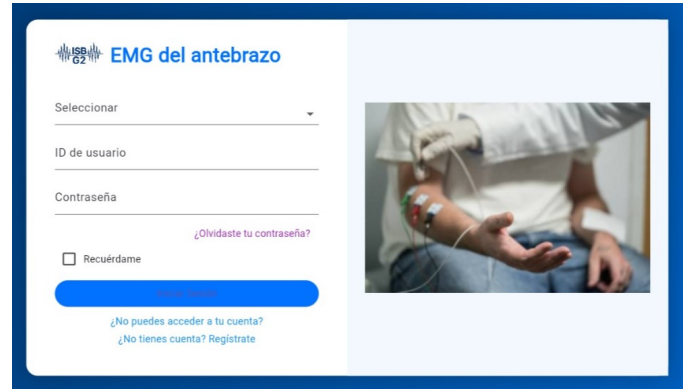 ISB
G2
EMG del antebrazo
Seleccionar
ID de usuario
Contraseña
¿Olvidaste tu contraseña?
Recuérdame
¿No puedes acceder a tu cuenta?
¿No tienes cuenta? Regístrate